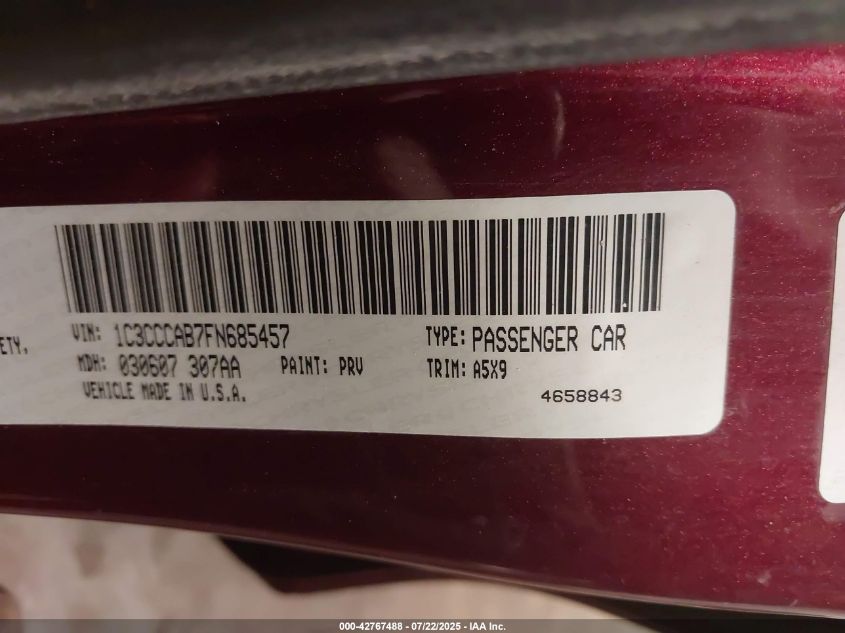 ETY.
VIN: 1C3CCCAB7FN685457 TYPE: PASSENGER CAR
MDH: 030607 307AA PAINT: PRV TRIM: A5X9
VEHICLE MADE IN U.S.A. 4658843
000-42767488 - 07/22/2025 - IAA Inc.